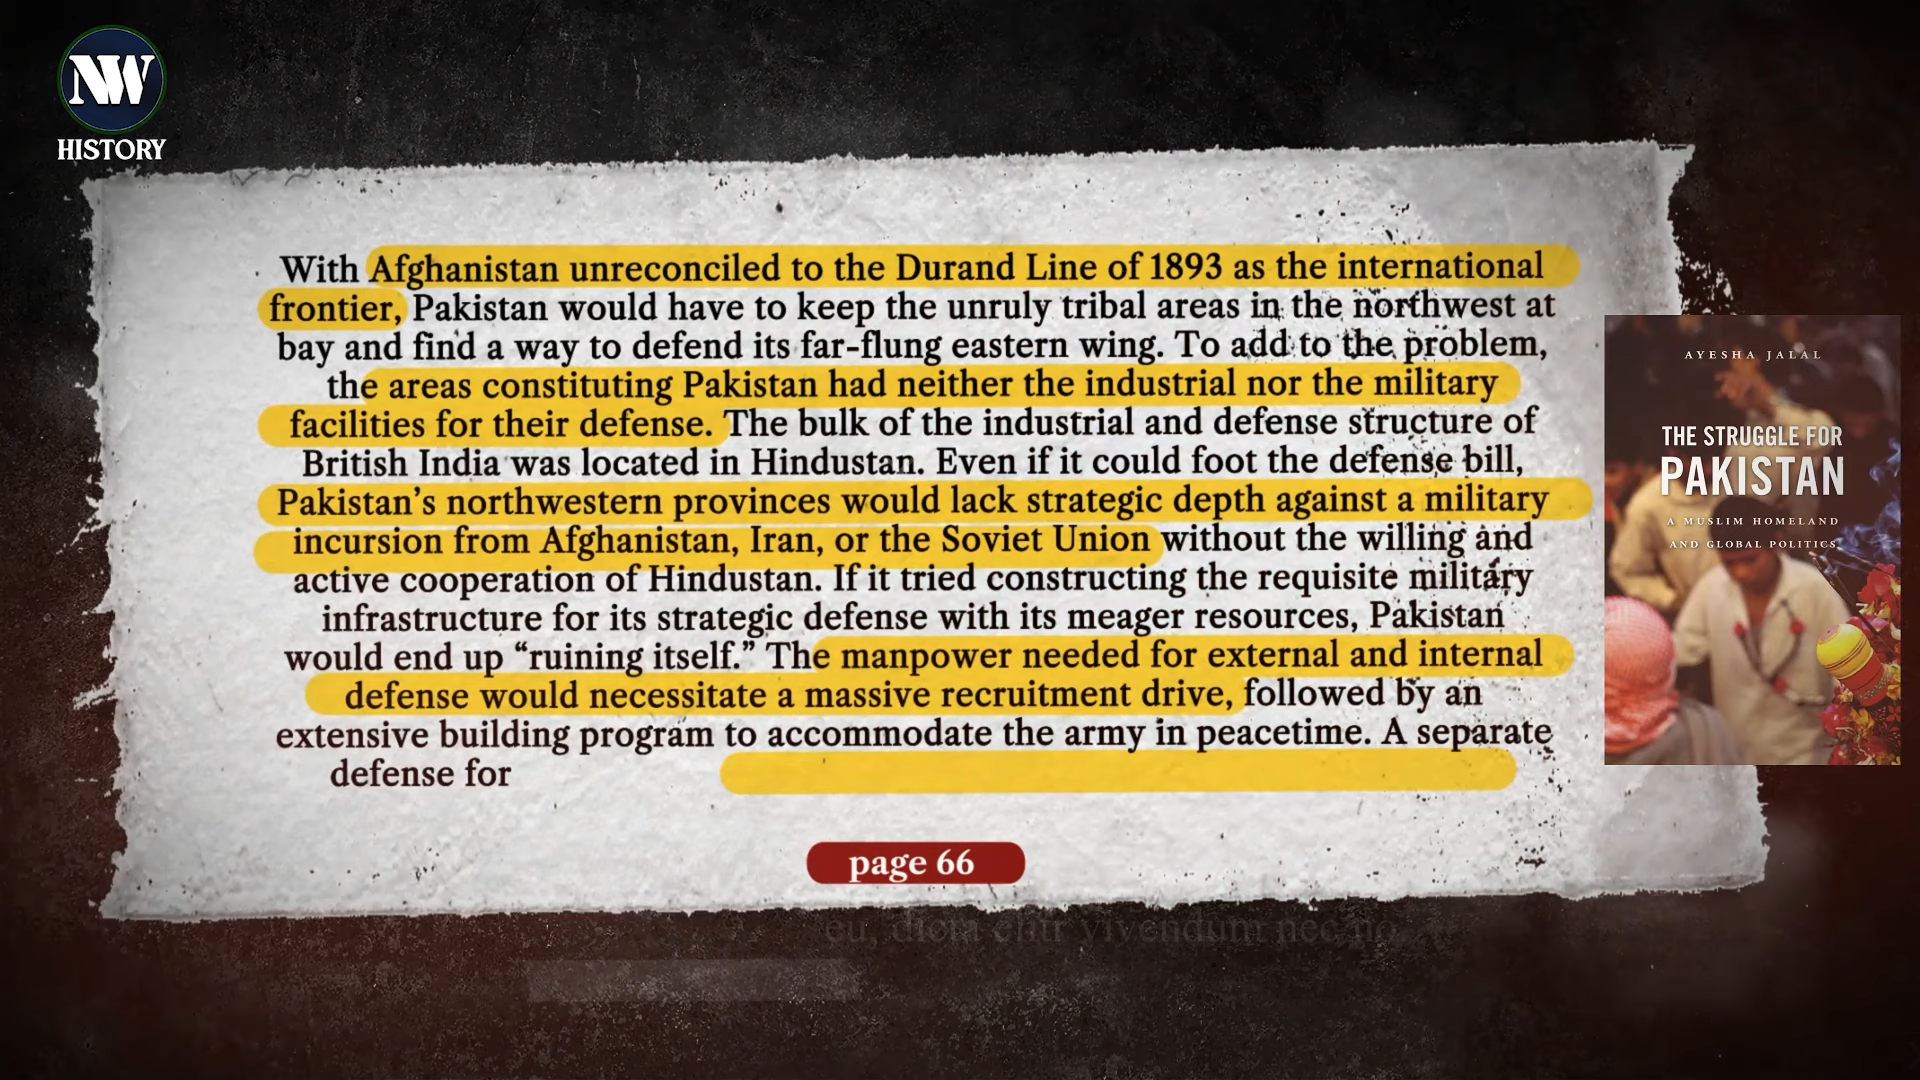 NW
HISTORY
With Afghanistan unreconciled to the Durand Line of 1893 as the international
frontier, Pakistan would have to keep the unruly tribal areas in the northwest at
bay and find a way to defend its far-flung eastern wing. To add to the problem,
the areas constituting Pakistan had neither the industrial nor the military
facilities for their defense. The bulk of the industrial and defense structure of
British India was located in Hindustan. Even if it could foot the defense bill,
Pakistan’s northwestern provinces would lack strategic depth against a military
incursion from Afghanistan, Iran, or the Soviet Union without the willing and
active cooperation of Hindustan. If it tried constructing the requisite military
infrastructure for its strategic defense with its meager resources, Pakistan
would end up “ruining itself.” The manpower needed for external and internal
defense would necessitate a massive recruitment drive, followed by an
extensive building program to accommodate the army in peacetime. A separate
defense for
page 66
AYESHA JALAL
THE STRUGGLE FOR
PAKISTAN
A MUSLIM HOMELAND
AND GLOBAL POLITICS
eu, dicta elitr vivendum nec no.